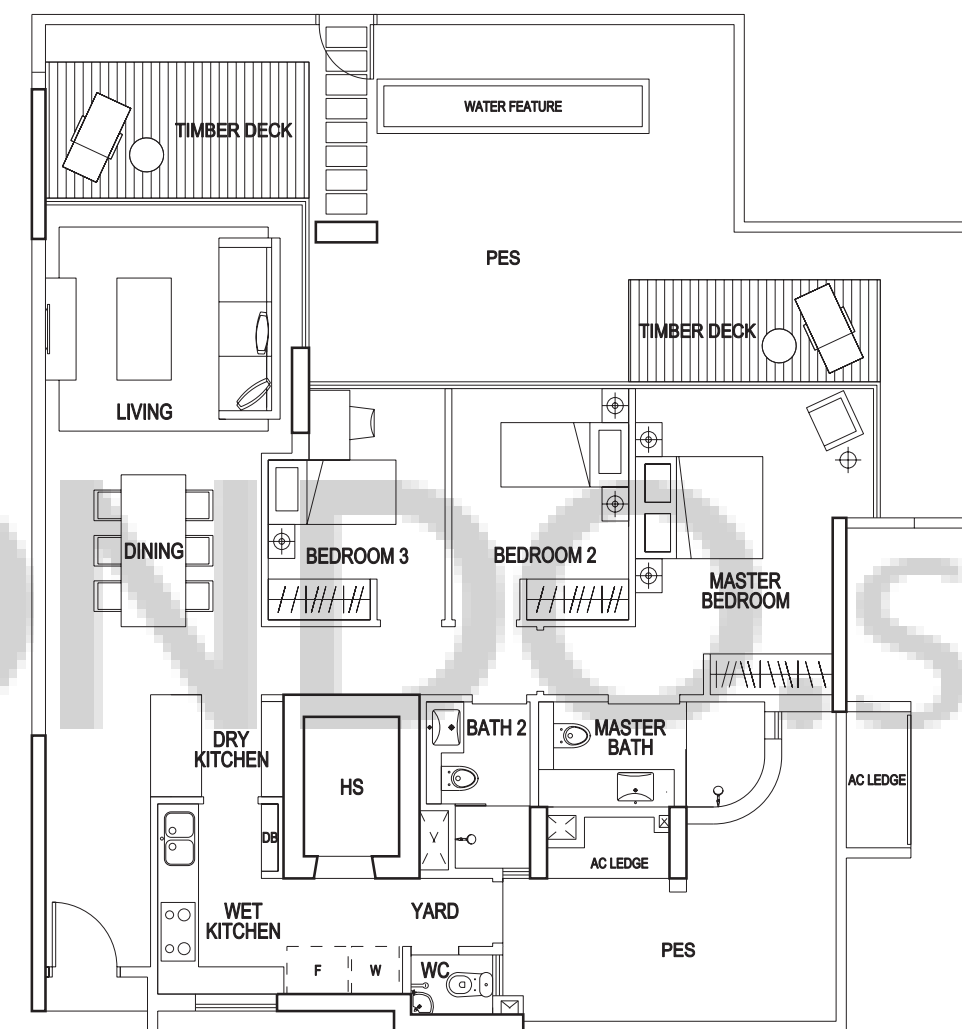 WATER FEATURE
TIMBER DECK
PES
TIMBER DECK
LIVING
DINING
BEDROOM 3
BEDROOM 2
MASTER
BEDROOM
DRY
KITCHEN
BATH 2
MASTER
BATH
HS
AC LEDGE
DB
AC LEDGE
WET
KITCHEN
YARD
PES
F
W
WC
NDO.s